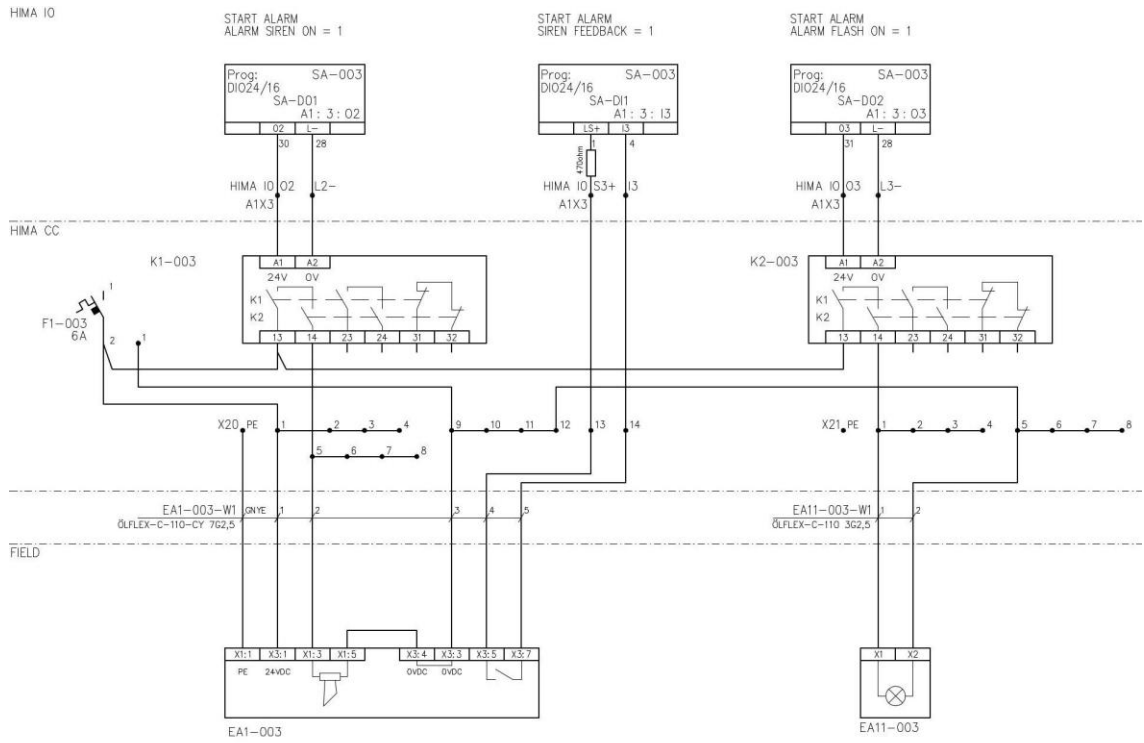 HIMA IO
START ALARM
ALARM SIREN ON = 1
START ALARM
SIREN FEEDBACK = 1
START ALARM
ALARM FLASH ON = 1
Prog: SA-003
DIO24/16
SA-DO1
A1: 3: O2
O2 L-
30 28
Prog: SA-003
DIO24/16
SA-DI1
A1: 3: I3
LS+ I3
1 4
470ohm
Prog: SA-003
DIO24/16
SA-DO2
A1: 3: O3
O3 L-
31 28
HIMA IO O2 L2-
A1X3
HIMA IO S3+ I3
A1X3
HIMA IO O3 L3-
A1X3
HIMA CC
K1-003
A1 A2
24V 0V
K1
K2
13 14 23 24 31 32
K2-003
A1 A2
24V 0V
K1
K2
13 14 23 24 31 32
1
F1-003
6A
2 1
X20 PE 1 2 3 4 9 10 11 12 13 14
5 6 7 8
X21 PE 1 2 3 4 5 6 7 8
EA1-003-W1 GNYE 1 2 3 4 5
ÖLFLEX-C-110-CY 7G2,5
EA11-003-W1 1 2
ÖLFLEX-C-110 3G2,5
FIELD
X1:1 X3:1 X1:3 X1:5 X3:4 X3:3 X3:5 X3:7
PE 24VDC 0VDC 0VDC
EA1-003
X1 X2
EA11-003